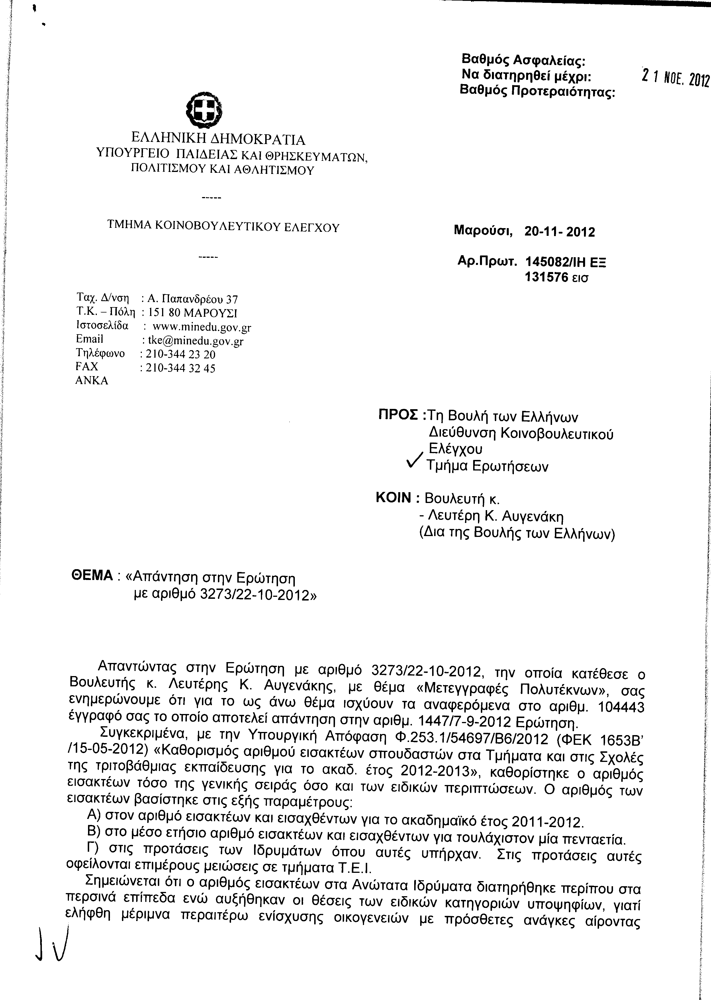 Βαθμός Ασφαλείας:
Να διατηρηθεί μέχρι:
21 ΝΟΕ. 2012
Βαθμός Προτεραιότητας:
ΕΛΛΗΝΙΚΗ ΔΗΜΟΚΡΑΤΙΑ
ΥΠΟΥΡΓΕΙΟ ΠΑΙΔΕΙΑΣ ΚΑΙ ΘΡΗΣΚΕΥΜΑΤΩΝ,
ΠΟΛΙΤΙΣΜΟΥ ΚΑΙ ΑΘΛΗΤΙΣΜΟΥ
-----
ΤΜΗΜΑ ΚΟΙΝΟΒΟΥΛΕΥΤΙΚΟΥ ΕΛΕΓΧΟΥ
-----
Μαρούσι, 20-11- 2012
Αρ.Πρωτ. 145082/ΙΗ ΕΞ
131576 εισ
Ταχ. Δ/νση : Α. Παπανδρέου 37
Τ.Κ. – Πόλη : 151 80 ΜΑΡΟΥΣΙ
Ιστοσελίδα : www.minedu.gov.gr
Email : tke@minedu.gov.gr
Τηλέφωνο : 210-344 23 20
FAX : 210-344 32 45
ΑΝΚΑ
ΠΡΟΣ :Τη Βουλή των Ελλήνων
Διεύθυνση Κοινοβουλευτικού
Ελέγχου
✓ Τμήμα Ερωτήσεων
ΚΟΙΝ : Βουλευτή κ.
- Λευτέρη Κ. Αυγενάκη
(Δια της Βουλής των Ελλήνων)
ΘΕΜΑ : «Απάντηση στην Ερώτηση
με αριθμό 3273/22-10-2012»
Απαντώντας στην Ερώτηση με αριθμό 3273/22-10-2012, την οποία κατέθεσε ο
Βουλευτής κ. Λευτέρης Κ. Αυγενάκης, με θέμα «Μετεγγραφές Πολυτέκνων», σας
ενημερώνουμε ότι για το ως άνω θέμα ισχύουν τα αναφερόμενα στο αριθμ. 104443
έγγραφό σας το οποίο αποτελεί απάντηση στην αριθμ. 1447/7-9-2012 Ερώτηση.
Συγκεκριμένα, με την Υπουργική Απόφαση Φ.253.1/54697/Β6/2012 (ΦΕΚ 1653Β’
/15-05-2012) «Καθορισμός αριθμού εισακτέων σπουδαστών στα Τμήματα και στις Σχολές
της τριτοβάθμιας εκπαίδευσης για το ακαδ. έτος 2012-2013», καθορίστηκε ο αριθμός
εισακτέων τόσο της γενικής σειράς όσο και των ειδικών περιπτώσεων. Ο αριθμός των
εισακτέων βασίστηκε στις εξής παραμέτρους:
Α) στον αριθμό εισακτέων και εισαχθέντων για το ακαδημαϊκό έτος 2011-2012.
Β) στο μέσο ετήσιο αριθμό εισακτέων και εισαχθέντων για τουλάχιστον μία πενταετία.
Γ) στις προτάσεις των Ιδρυμάτων όπου αυτές υπήρχαν. Στις προτάσεις αυτές
οφείλονται επιμέρους μειώσεις σε τμήματα Τ.Ε.Ι.
Σημειώνεται ότι ο αριθμός εισακτέων στα Ανώτατα Ιδρύματα διατηρήθηκε περίπου στα
περσινά επίπεδα ενώ αυξήθηκαν οι θέσεις των ειδικών κατηγοριών υποψηφίων, γιατί
ελήφθη μέριμνα περαιτέρω ενίσχυσης οικογενειών με πρόσθετες ανάγκες αίροντας